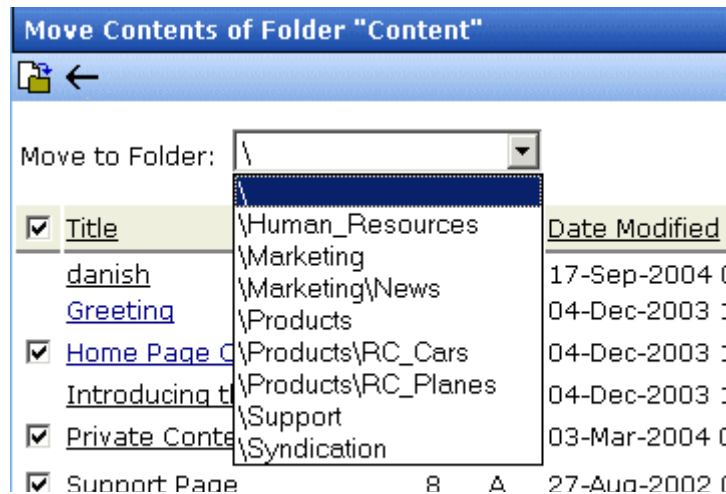 Move Contents of Folder "Content"
Move to Folder: \
\
\Human_Resources
\Marketing
\Marketing\News
\Products
\Products\RC_Cars
\Products\RC_Planes
\Support
\Syndication
Title Date Modified
danish 17-Sep-2004
Greeting 04-Dec-2003
Home Page 04-Dec-2003
Introducing 04-Dec-2003
Private 03-Mar-2004
Support Page 8 A 27-Aug-2002